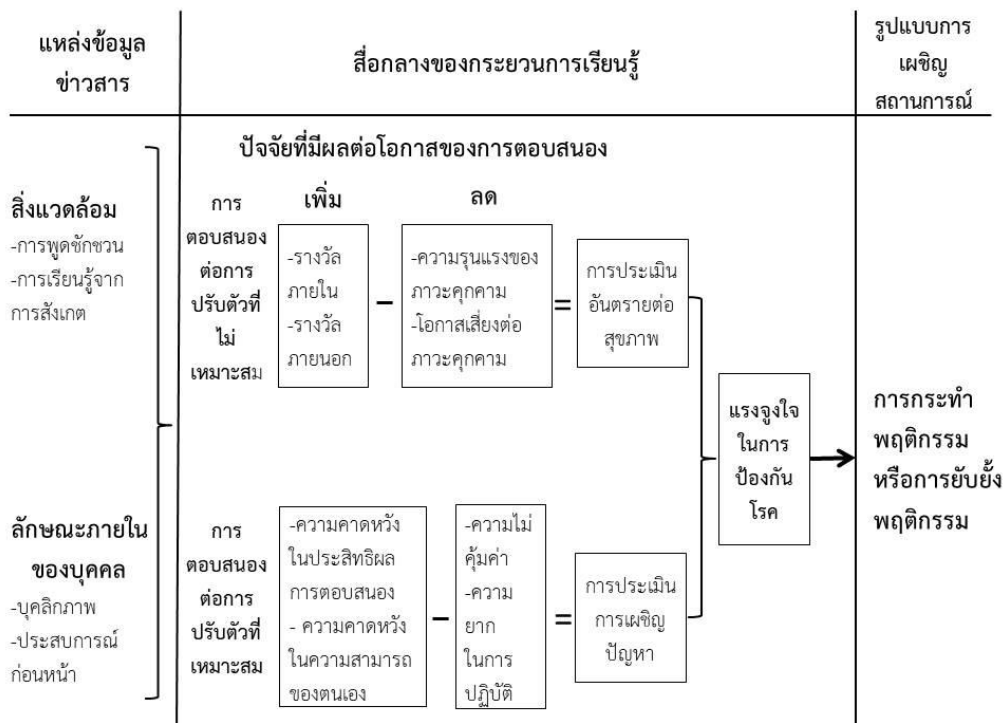 แหล่งข้อมูล
ข่าวสาร
สื่อกลางของกระยวนการเรียนรู้
รูปแบบการ
เผชิญ
สถานการณ์
ปัจจัยที่มีผลต่อโอกาสของการตอบสนอง
เพิ่ม
ลด
สิ่งแวดล้อม
-การพูดชักชวน
-การเรียนรู้จาก
การสังเกต
การ
ตอบสนอง
ต่อการ
ปรับตัวที่
ไม่
เหมาะสม
-รางวัล
ภายใน
-รางวัล
ภายนอก
–
-ความรุนแรงของ
ภาวะคุกคาม
-โอกาสเสี่ยงต่อ
ภาวะคุกคาม
=
การประเมิน
อันตรายต่อ
สุขภาพ
แรงจูงใจ
ในการ
ป้องกัน
โรค
การกระทำ
พฤติกรรม
หรือการยับยั้ง
พฤติกรรม
ลักษณะภายใน
ของบุคคล
-บุคลิกภาพ
-ประสบการณ์
ก่อนหน้า
การ
ตอบสนอง
ต่อการ
ปรับตัวที่
เหมาะสม
-ความคาดหวัง
ในประสิทธิผล
การตอบสนอง
- ความคาดหวัง
ในความสามารถ
ของตนเอง
–
-ความไม่
คุ้มค่า
-ความ
ยาก
ในการ
ปฏิบัติ
=
การประเมิน
การเผชิญ
ปัญหา